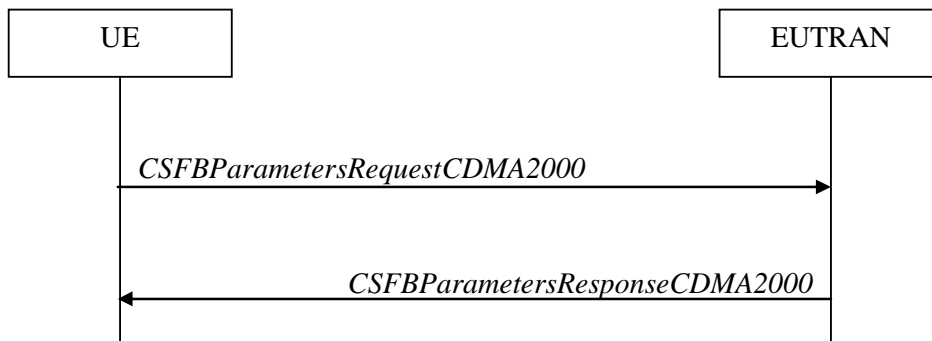 UE
EUTRAN
CSFBParametersRequestCDMA2000
CSFBParametersResponseCDMA2000